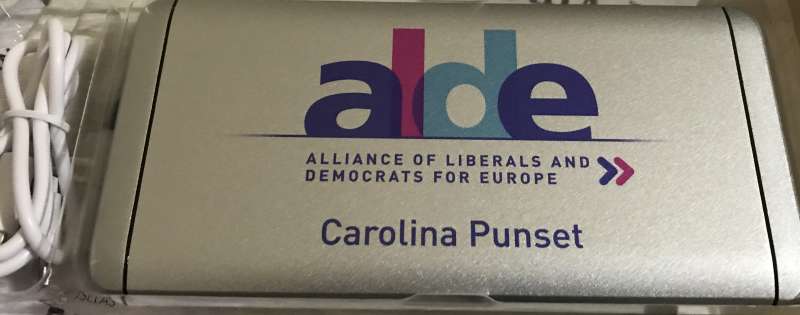 alde
ALLIANCE OF LIBERALS AND
DEMOCRATS FOR EUROPE
Carolina Punset